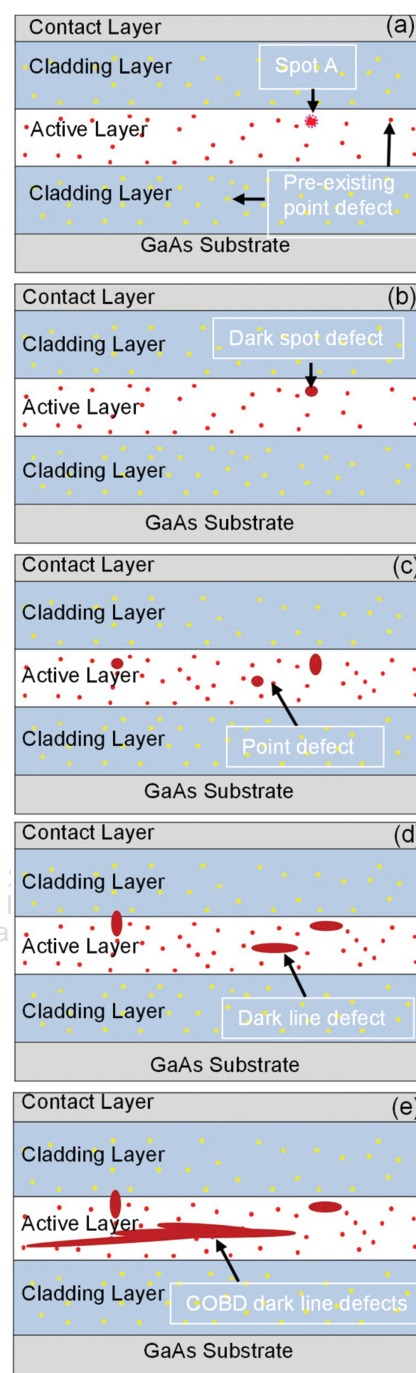 Contact Layer
(a)
Cladding Layer
Spot A
Active Layer
Cladding Layer
Pre-existing
point defect
GaAs Substrate
Contact Layer
(b)
Cladding Layer
Dark spot defect
Active Layer
Cladding Layer
GaAs Substrate
Contact Layer
(c)
Cladding Layer
Active Layer
Cladding Layer
Point defect
GaAs Substrate
Contact Layer
(d)
Cladding Layer
Active Layer
Cladding Layer
Dark line defect
GaAs Substrate
Contact Layer
(e)
Cladding Layer
Active Layer
Cladding Layer
COBD dark line defects
GaAs Substrate